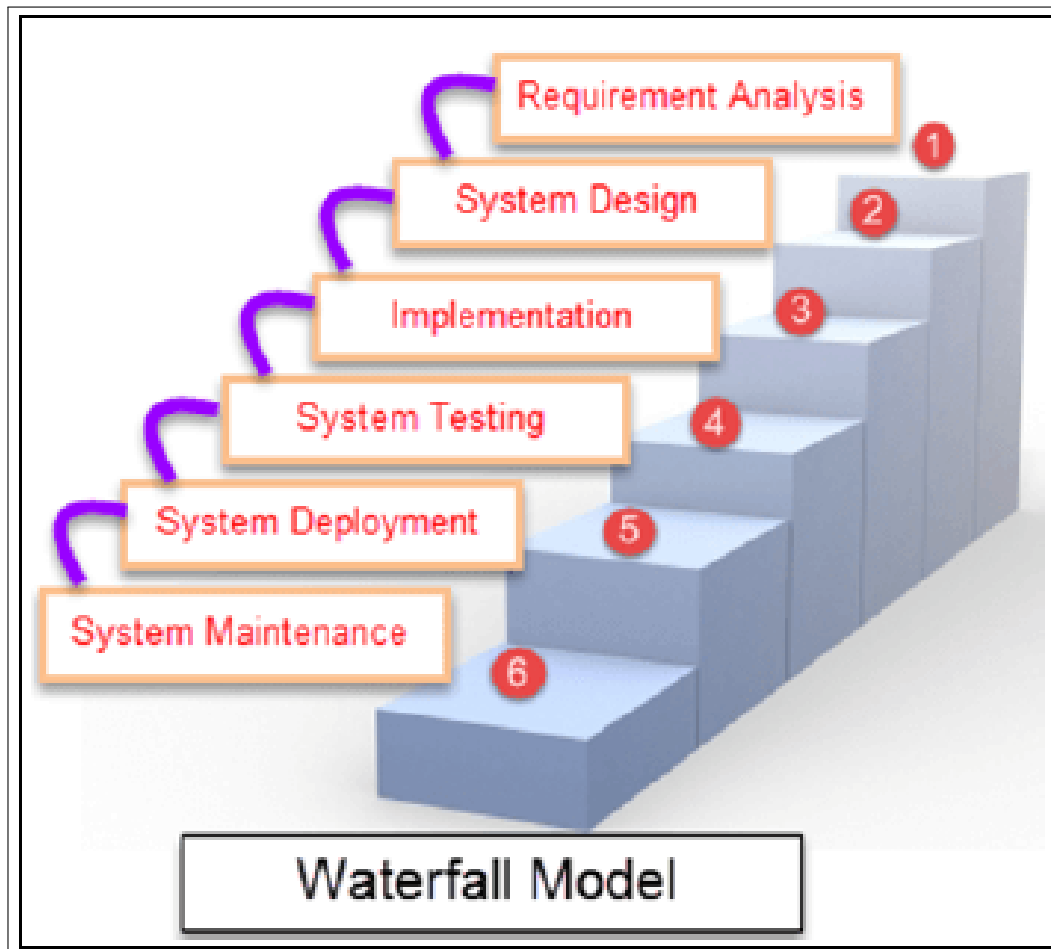 Requirement Analysis
1
System Design
2
Implementation
3
System Testing
4
System Deployment
5
System Maintenance
6
Waterfall Model